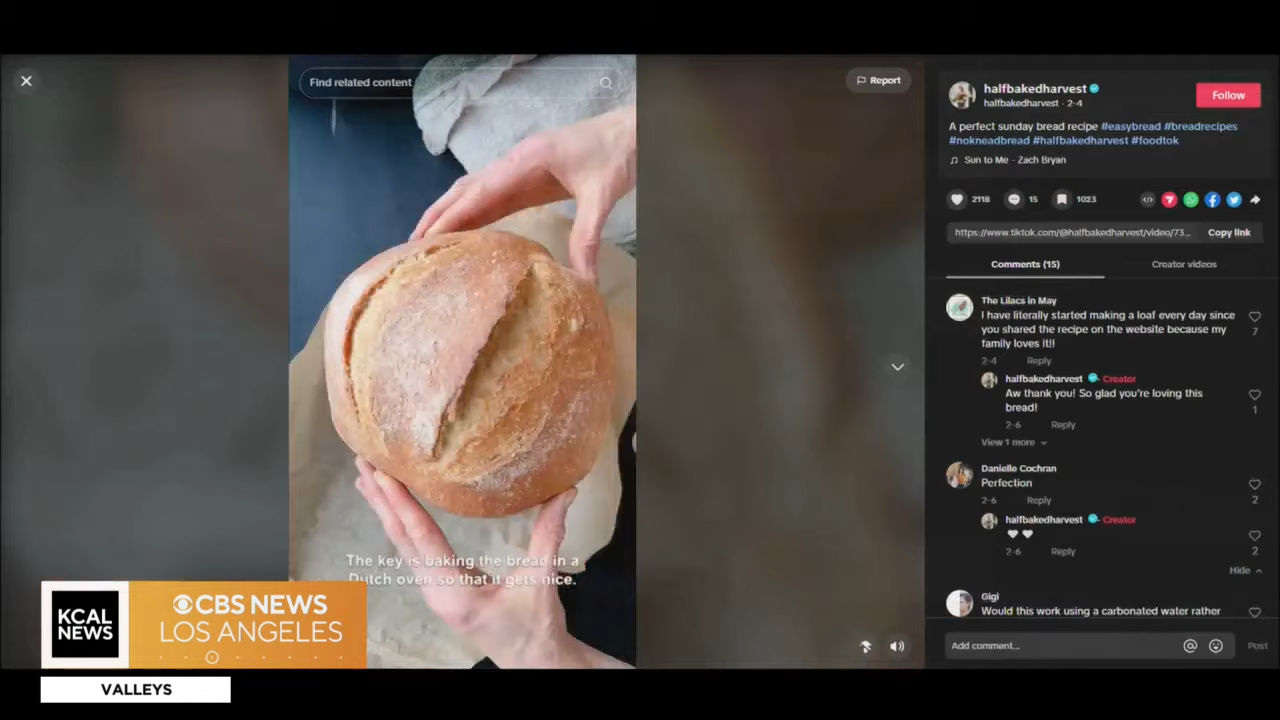 Find related content
Report
The key is baking the bread in a
Dutch oven so that it gets nice.
halfbakedharvest
halfbakedharvest · 2-4
Follow
A perfect sunday bread recipe #easybread #breadrecipes
#nokneadbread #halfbakedharvest #foodtok
Sun to Me - Zach Bryan
2118
15
1023
https://www.tiktok.com/@halfbakedharvest/video/73...
Copy link
Comments (15)
Creator videos
The Lilacs in May
I have literally started making a loaf every day since
you shared the recipe on the website because my
family loves it!!
7
2-4 Reply
halfbakedharvest · Creator
Aw thank you! So glad you're loving this
bread!
1
2-6 Reply
View 1 more
Danielle Cochran
Perfection
2
2-6 Reply
halfbakedharvest · Creator
2
2-6 Reply
Hide
Gigi
Would this work using a carbonated water rather
Add comment...
Post
KCAL
NEWS
CBS NEWS
LOS ANGELES
VALLEYS